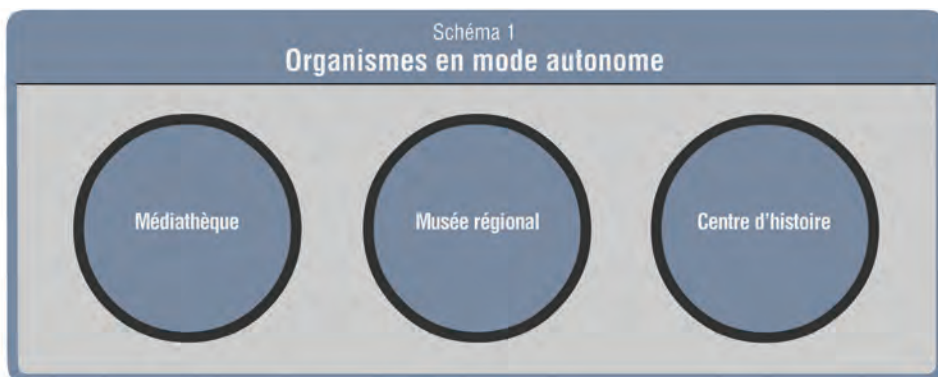 Schéma 1
Organismes en mode autonome
Médiathèque
Musée régional
Centre d'histoire